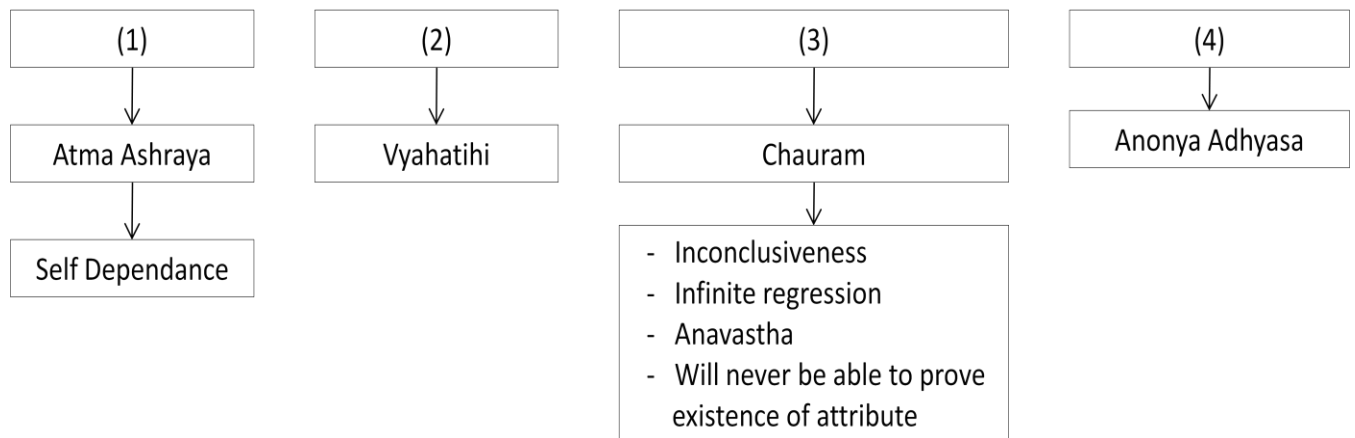 (1)
Atma Ashraya
Self Dependance
(2)
Vyahatihi
(3)
Chauram
- Inconclusiveness
- Infinite regression
- Anavastha
- Will never be able to prove
existence of attribute
(4)
Anonya Adhyasa